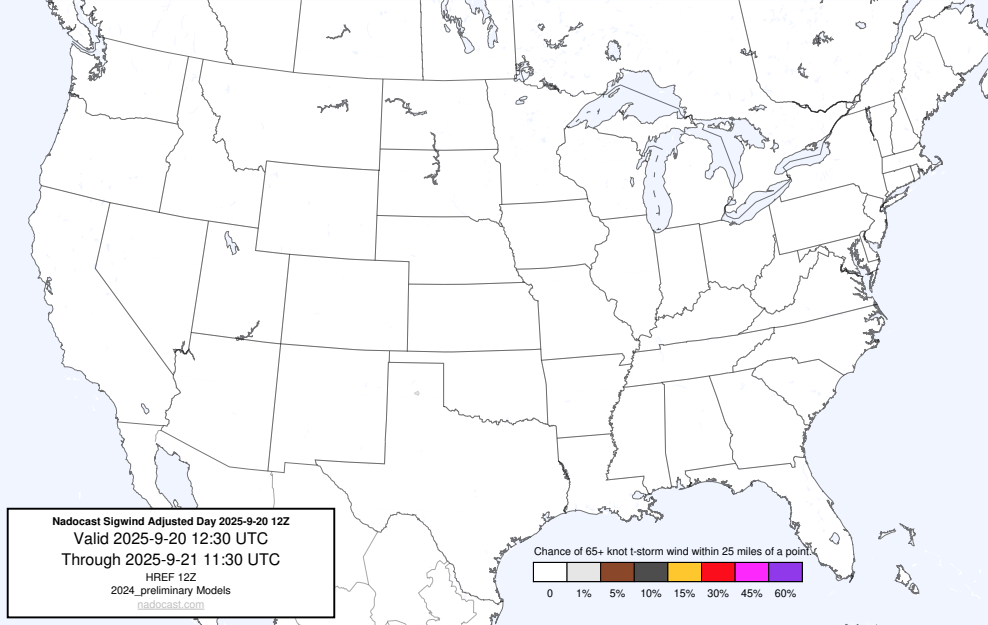 Nadocast Sigwind Adjusted Day 2025-9-20 12Z
Valid 2025-9-20 12:30 UTC
Through 2025-9-21 11:30 UTC
HREF 12Z
2024_preliminary Models
nadocast.com
Chance of 65+ knot t-storm wind within 25 miles of a point.
0 1% 5% 10% 15% 30% 45% 60%